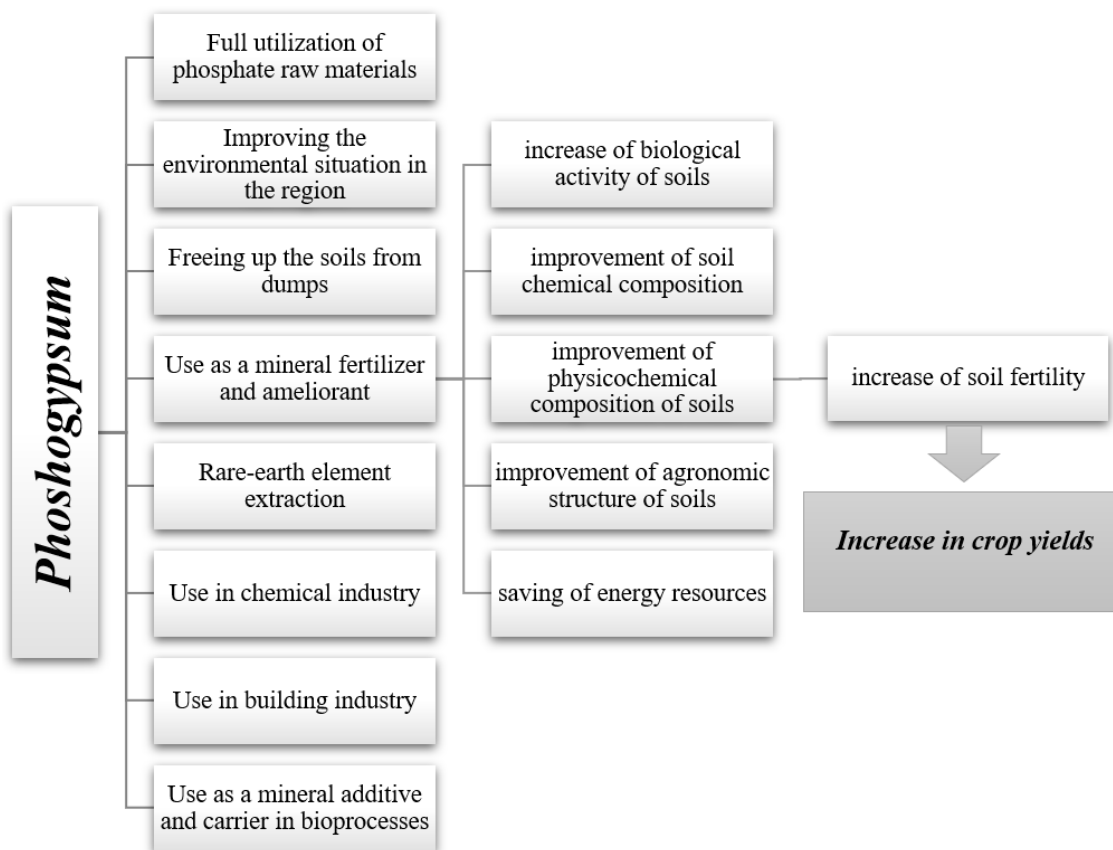 Phoshogypsum
Full utilization of
phosphate raw materials
Improving the
environmental situation in
the region
Freeing up the soils from
dumps
Use as a mineral fertilizer
and ameliorant
Rare-earth element
extraction
Use in chemical industry
Use in building industry
Use as a mineral additive
and carrier in bioprocesses
increase of biological
activity of soils
improvement of soil
chemical composition
improvement of
physicochemical
composition of soils
improvement of agronomic
structure of soils
saving of energy resources
increase of soil fertility
Increase in crop yields